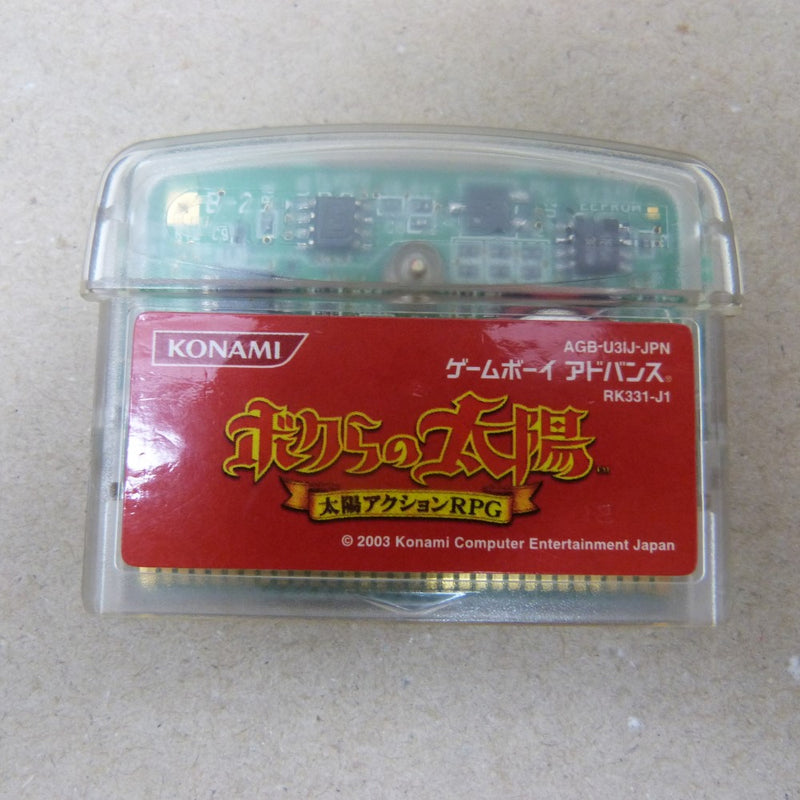 EEPROM
KONAMI
AGB-U3IJ-JPN
ゲームボーイ アドバンス®
RK331-J1
ボクらの太陽™
太陽アクションRPG
© 2003 Konami Computer Entertainment Japan